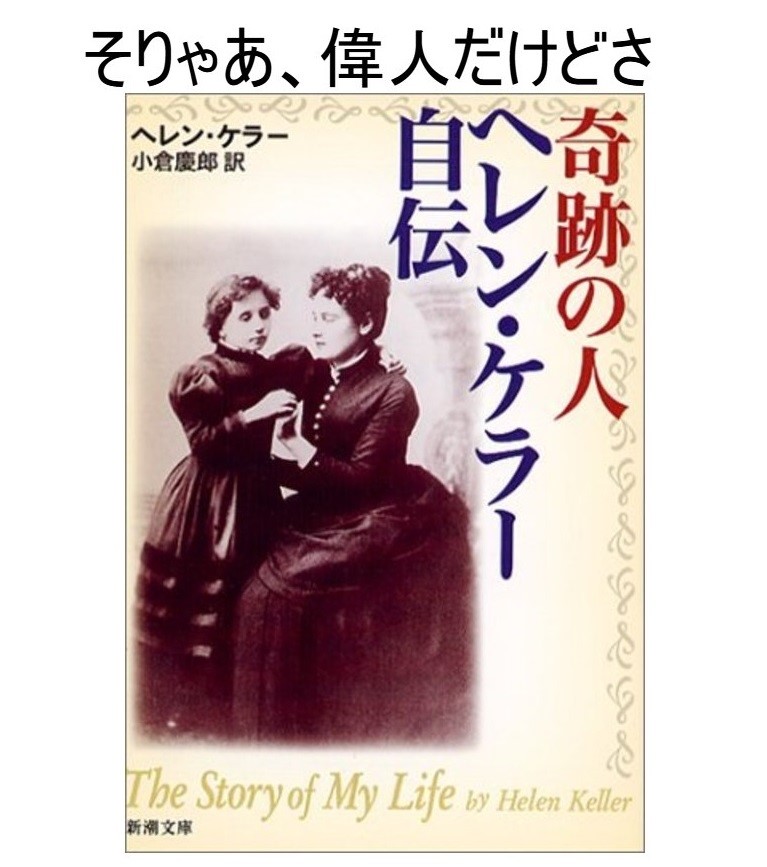 そりゃあ、偉人だけどさ
奇跡の人
ヘレン・ケラー
自伝
ヘレン・ケラー
小倉慶郎 訳
The Story of My Life by Helen Keller
新潮文庫